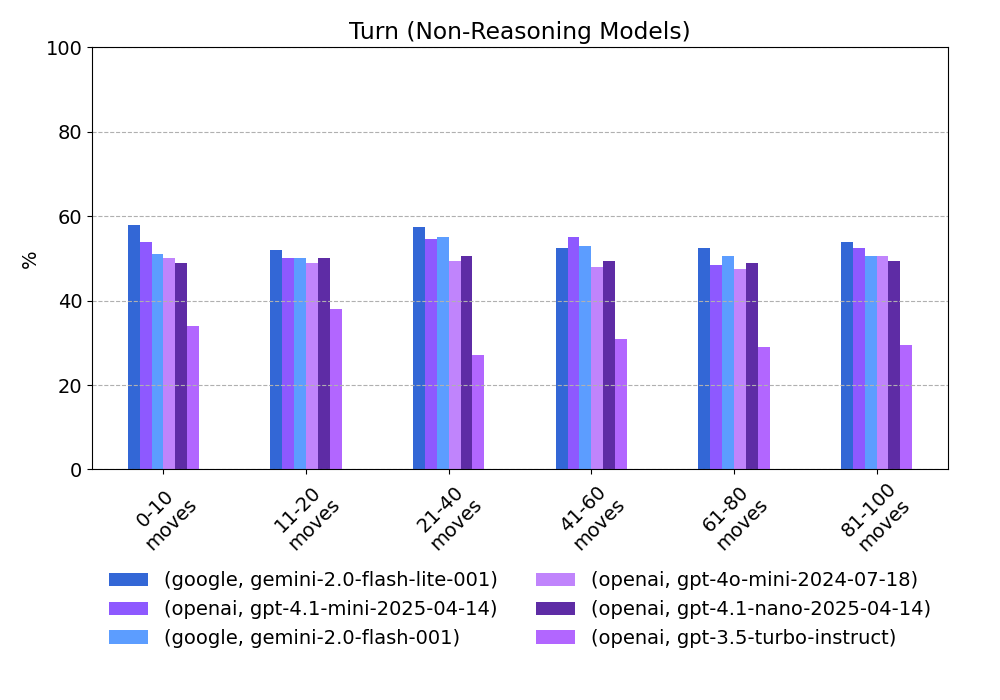 Turn (Non-Reasoning Models)
100
80
60
40
20
0
%
0-10
moves
11-20
moves
21-40
moves
41-60
moves
61-80
moves
81-100
moves
(google, gemini-2.0-flash-lite-001)
(openai, gpt-4.1-mini-2025-04-14)
(google, gemini-2.0-flash-001)
(openai, gpt-4o-mini-2024-07-18)
(openai, gpt-4.1-nano-2025-04-14)
(openai, gpt-3.5-turbo-instruct)